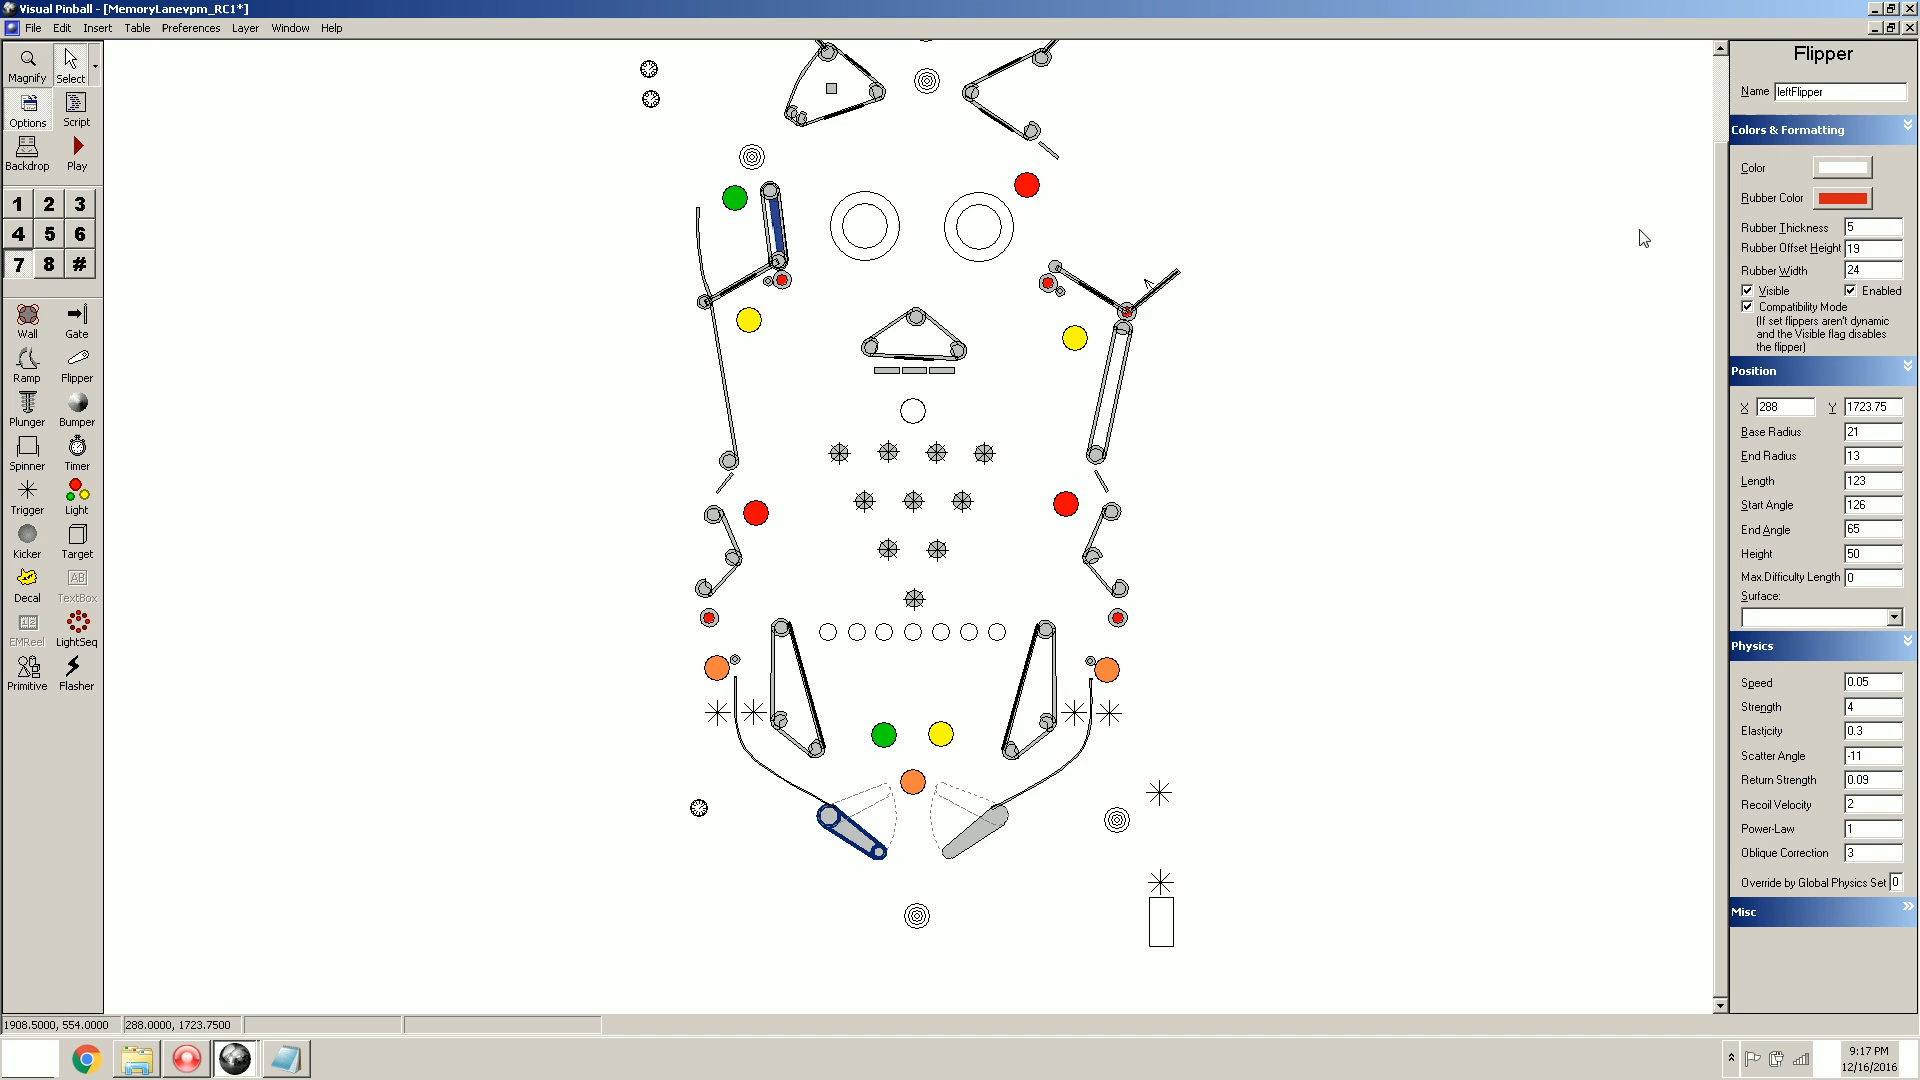 Visual Pinball - [MemoryLanevpm_RC1*]
File Edit Insert Table Preferences Layer Window Help
Magnify Select
Options Script
Backdrop Play
1 2 3
4 5 6
7 8 #
Wall Gate
Ramp Flipper
Plunger Bumper
Spinner Timer
Trigger Light
Kicker Target
Decal TextBox
EMReel LightSeq
Primitive Flasher
Flipper
Name leftFlipper
Colors & Formatting
Color
Rubber Color
Rubber Thickness 5
Rubber Offset Height 19
Rubber Width 24
Visible Enabled
Compatibility Mode
(If set flippers aren't dynamic
and the Visible flag disables
the flipper)
Position
X 288 Y 1723.75
Base Radius 21
End Radius 13
Length 123
Start Angle 126
End Angle 65
Height 50
Max.Difficulty Length 0
Surface:
Physics
Speed 0.05
Strength 4
Elasticity 0.3
Scatter Angle -11
Return Strength 0.09
Recoil Velocity 2
Power-Law 1
Oblique Correction 3
Override by Global Physics Set 0
Misc
1908.5000, 554.0000 288.0000, 1723.7500
9:17 PM
12/16/2016